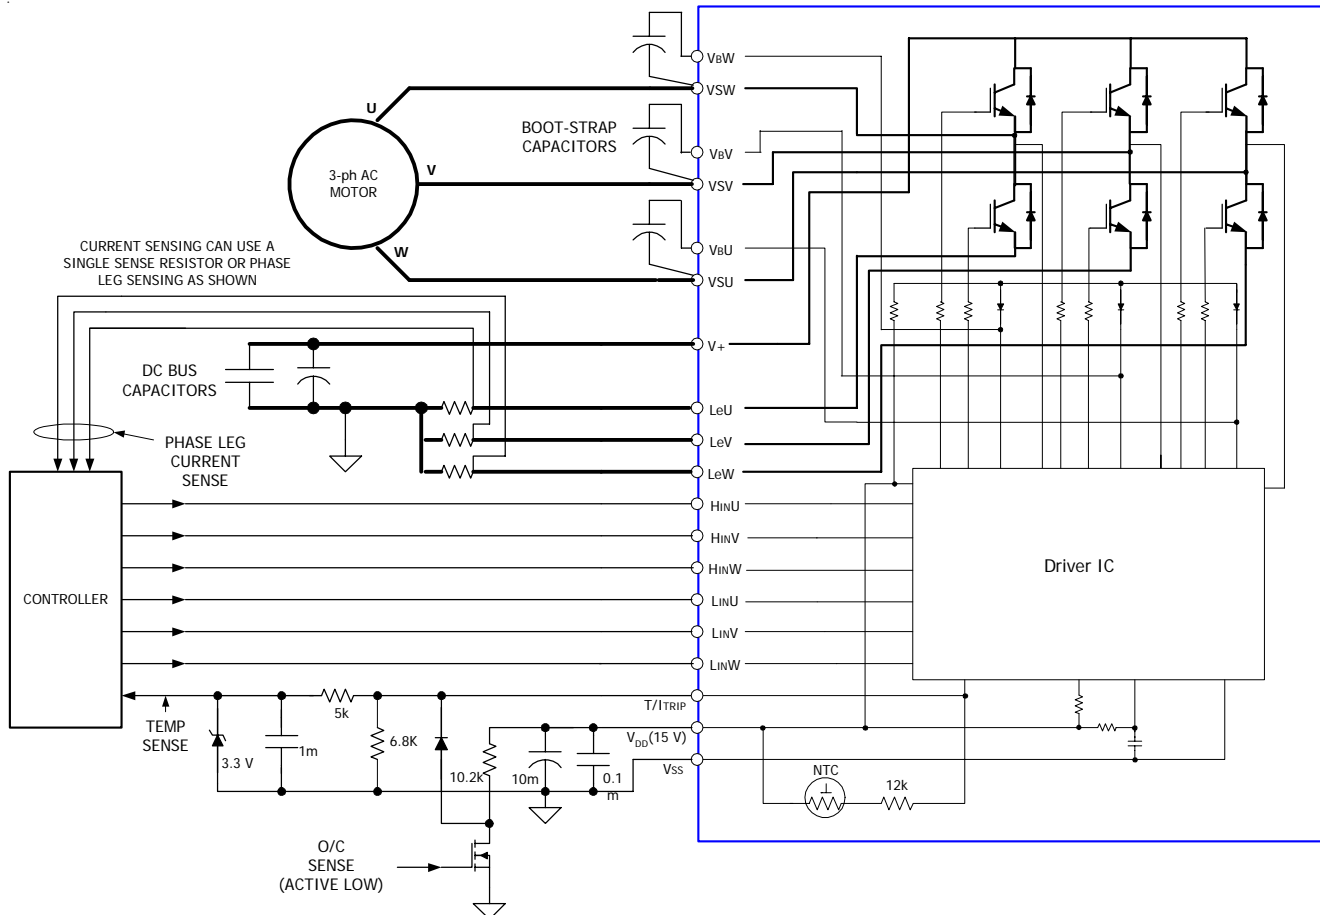 VBW
U
VSW
BOOT-STRAP
CAPACITORS
VBV
3-ph AC
MOTOR
V
VSV
W
VBU
CURRENT SENSING CAN USE A
SINGLE SENSE RESISTOR OR PHASE
LEG SENSING AS SHOWN
VSU
V+
DC BUS
CAPACITORS
LeU
PHASE LEG
CURRENT
SENSE
LeV
LeW
HINU
HINV
HINW
Driver IC
CONTROLLER
LINU
LINV
LINW
T/ITRIP
5k
TEMP
SENSE
6.8K
VDD(15 V)
1m
3.3 V
10.2k
10m
0.1
m
VSS
NTC
12k
O/C
SENSE
(ACTIVE LOW)